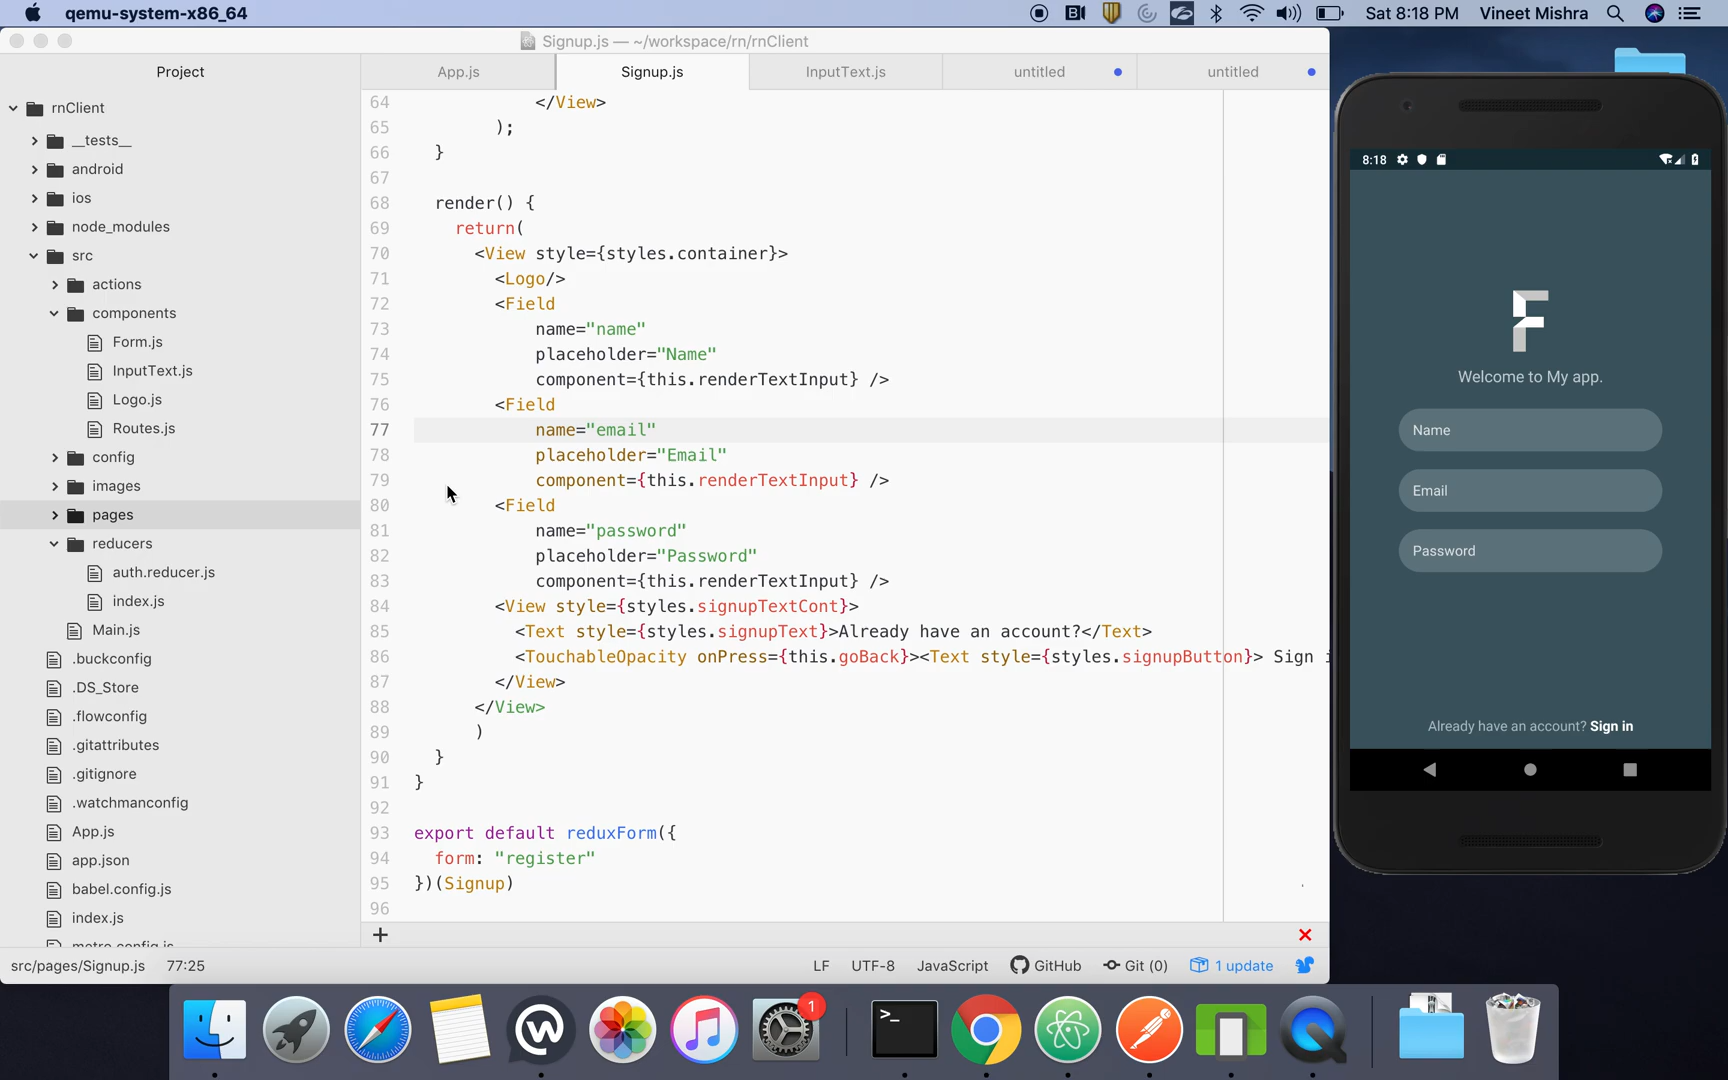 qemu-system-x86_64
Sat 8:18 PM
Vineet Mishra
Signup.js — ~/workspace/rn/rnClient
Project
App.js
Signup.js
InputText.js
untitled
untitled
rnClient
__tests__
android
ios
node_modules
src
actions
components
Form.js
InputText.js
Logo.js
Routes.js
config
images
pages
reducers
auth.reducer.js
index.js
Main.js
.buckconfig
.DS_Store
.flowconfig
.gitattributes
.gitignore
.watchmanconfig
App.js
app.json
babel.config.js
index.js
metro.config.js
64 </View>
65 );
66 }
67
68 render() {
69 return(
70 <View style={styles.container}>
71 <Logo/>
72 <Field
73 name="name"
74 placeholder="Name"
75 component={this.renderTextInput} />
76 <Field
77 name="email"
78 placeholder="Email"
79 component={this.renderTextInput} />
80 <Field
81 name="password"
82 placeholder="Password"
83 component={this.renderTextInput} />
84 <View style={styles.signupTextCont}>
85 <Text style={styles.signupText}>Already have an account?</Text>
86 <TouchableOpacity onPress={this.goBack}><Text style={styles.signupButton}> Sign i
87 </View>
88 </View>
89 )
90 }
91 }
92
93 export default reduxForm({
94 form: "register"
95 })(Signup)
96
src/pages/Signup.js 77:25
LF UTF-8 JavaScript GitHub Git (0) 1 update
8:18
F
Welcome to My app.
Name
Email
Password
Already have an account? Sign in
1